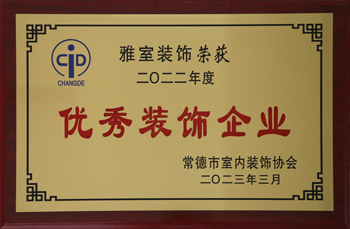 CID
CHANGDE
雅室装饰荣获
二〇二二年度
优秀装饰企业
常德市室内装饰协会
二〇二三年三月